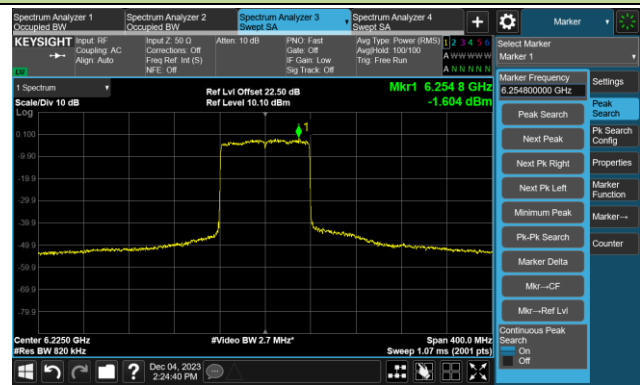 Spectrum Analyzer 1
Occupied BW
Spectrum Analyzer 2
Occupied BW
Spectrum Analyzer 3
Swept SA
Spectrum Analyzer 4
Swept SA
+
Marker
KEYSIGHT
Input: RF
Coupling: AC
Align: Auto
Input Z: 50 Ω
Corrections: Off
Freq Ref: Int (S)
NFE: Off
Atten: 10 dB
PNO: Fast
Gate: Off
IF Gain: Low
Sig Track: Off
Avg Type: Power (RMS)
Avg|Hold: 100/100
Trig: Free Run
1 2 3 4 5 6
A W W W W W
A N N N N N
Select Marker
Marker 1
1 Spectrum
Scale/Div 10 dB
Log
Ref Lvl Offset 22.50 dB
Ref Level 10.10 dBm
Mkr1 6.254 8 GHz
-1.604 dBm
1
0.100
-9.90
-19.9
-29.9
-39.9
-49.9
-59.9
-69.9
-79.9
Center 6.2250 GHz
#Res BW 820 kHz
#Video BW 2.7 MHz*
Span 400.0 MHz
Sweep 1.07 ms (2001 pts)
Marker Frequency
6.254800000 GHz
Peak Search
Next Peak
Next Pk Right
Next Pk Left
Minimum Peak
Pk-Pk Search
Marker Delta
Mkr→CF
Mkr→Ref Lvl
Continuous Peak
Search
On
Off
Settings
Peak
Search
Pk Search
Config
Properties
Marker
Function
Marker→
Counter
?
Dec 04, 2023
2:24:40 PM